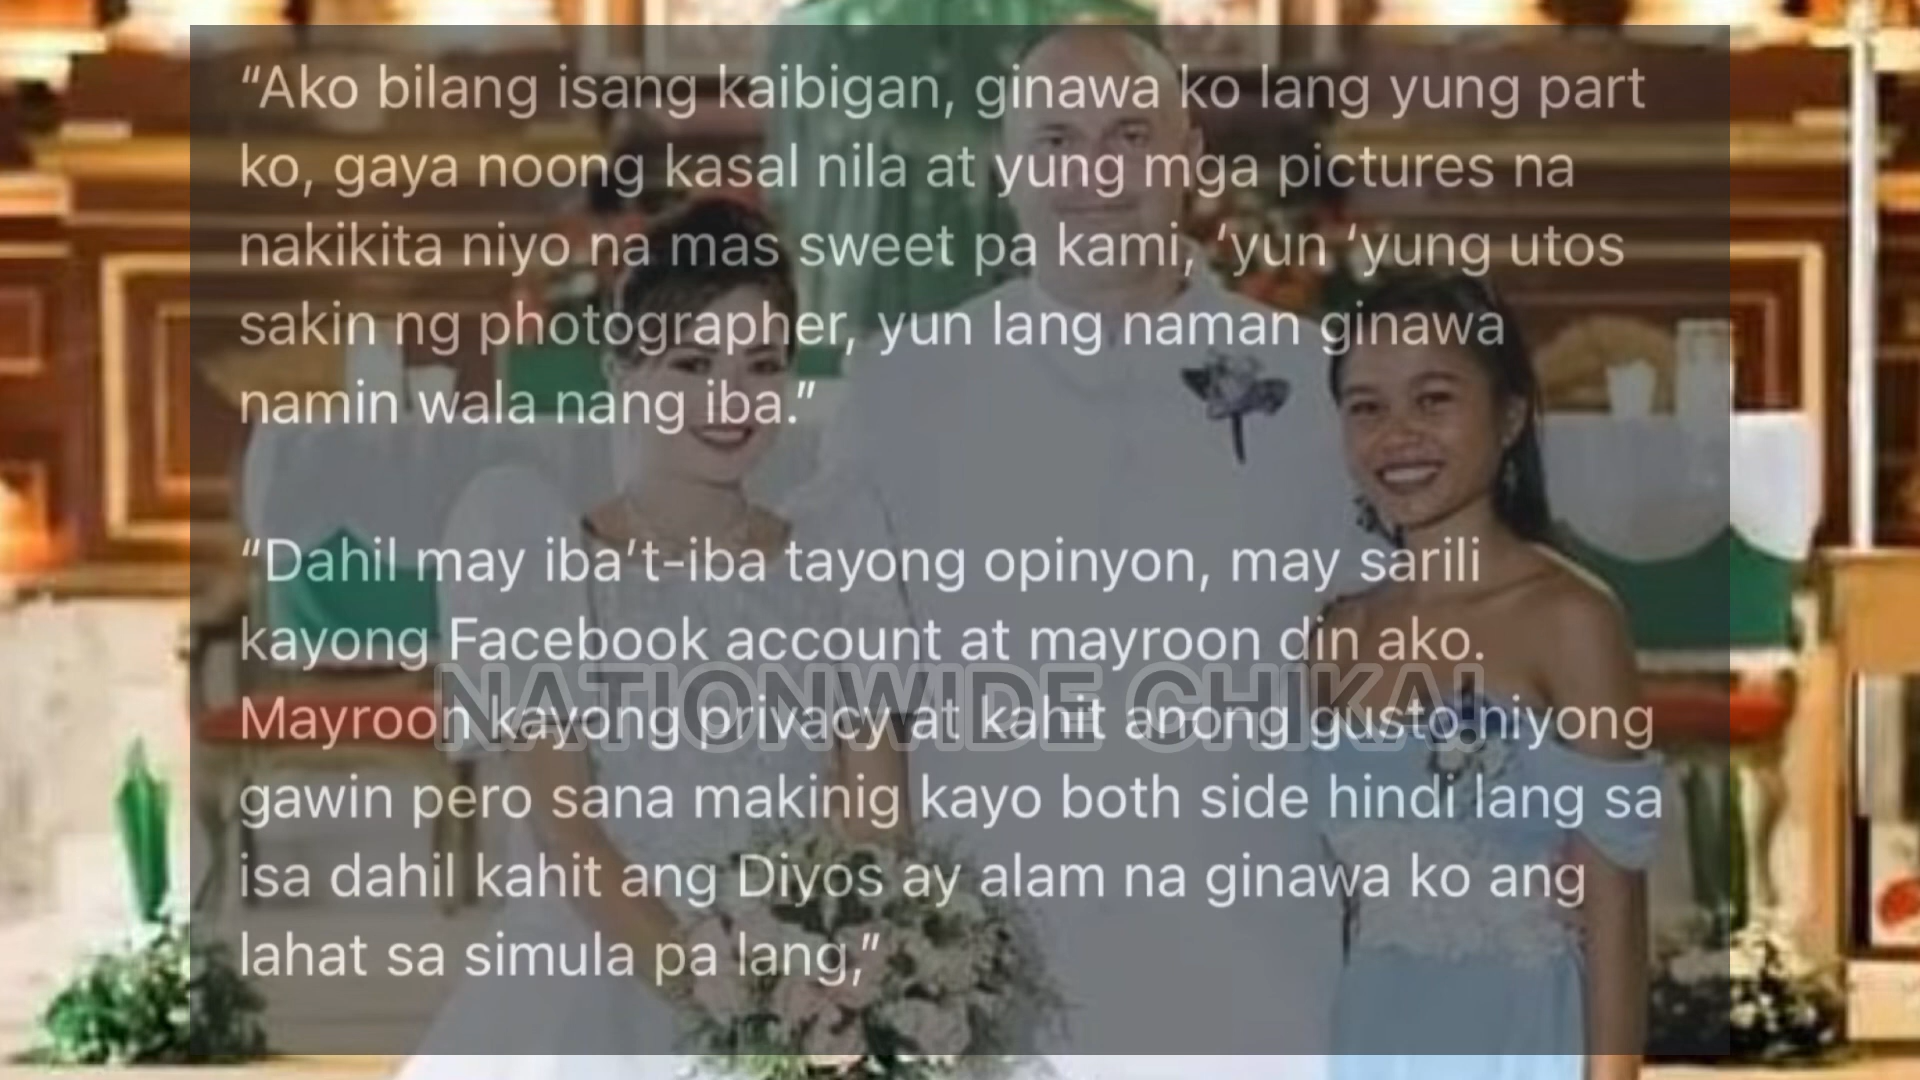 “Ako bilang isang kaibigan, ginawa ko lang yung part
ko, gaya noong kasal nila at yung mga pictures na
nakikita niyo na mas sweet pa kami, ‘yun ‘yung utos
sakin ng photographer, yun lang naman ginawa
namin wala nang iba.”
“Dahil may iba’t-iba tayong opinyon, may sarili
kayong Facebook account at mayroon din ako.
Mayroon kayong privacy at kahit anong gusto niyong
gawin pero sana makinig kayo both side hindi lang sa
isa dahil kahit ang Diyos ay alam na ginawa ko ang
lahat sa simula pa lang,”
NATIONWIDE CHIKA!